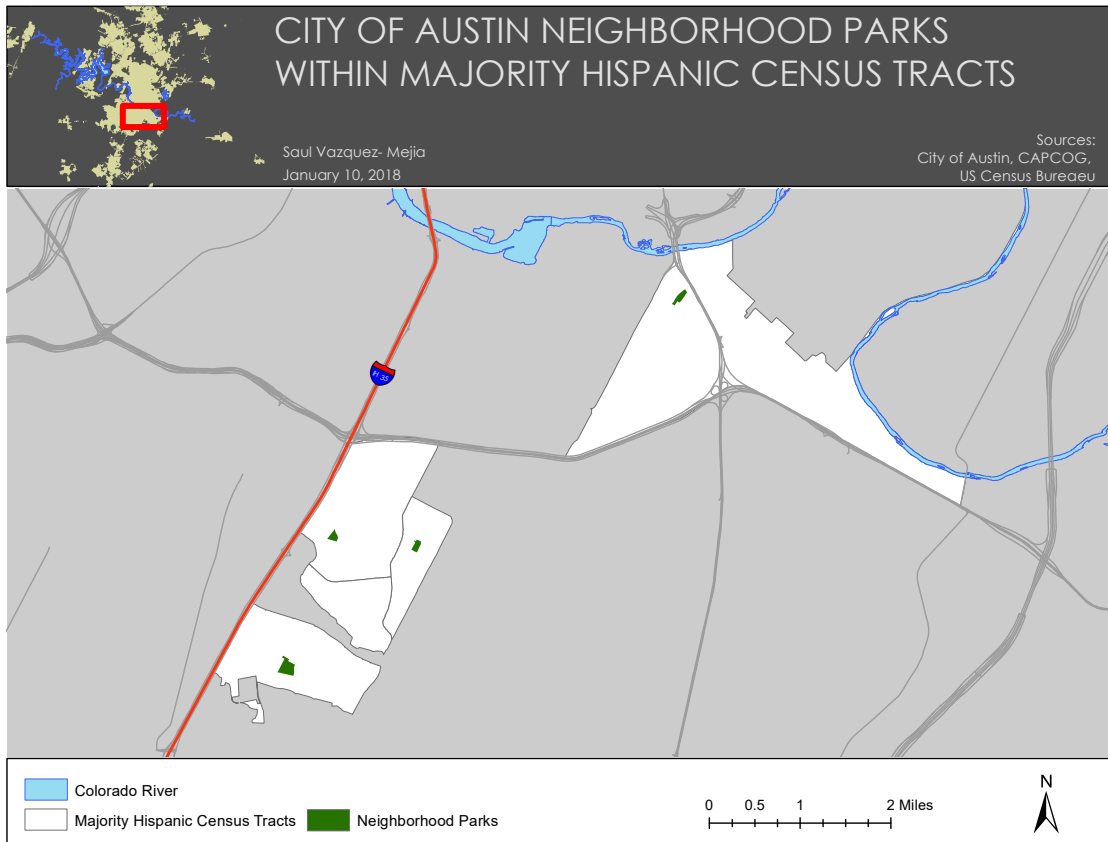 CITY OF AUSTIN NEIGHBORHOOD PARKS
WITHIN MAJORITY HISPANIC CENSUS TRACTS
Saul Vazquez- Mejia
January 10, 2018
Sources:
City of Austin, CAPCOG,
US Census Bureaeu
IH 35
Colorado River
Majority Hispanic Census Tracts
Neighborhood Parks
0 0.5 1 2 Miles
N